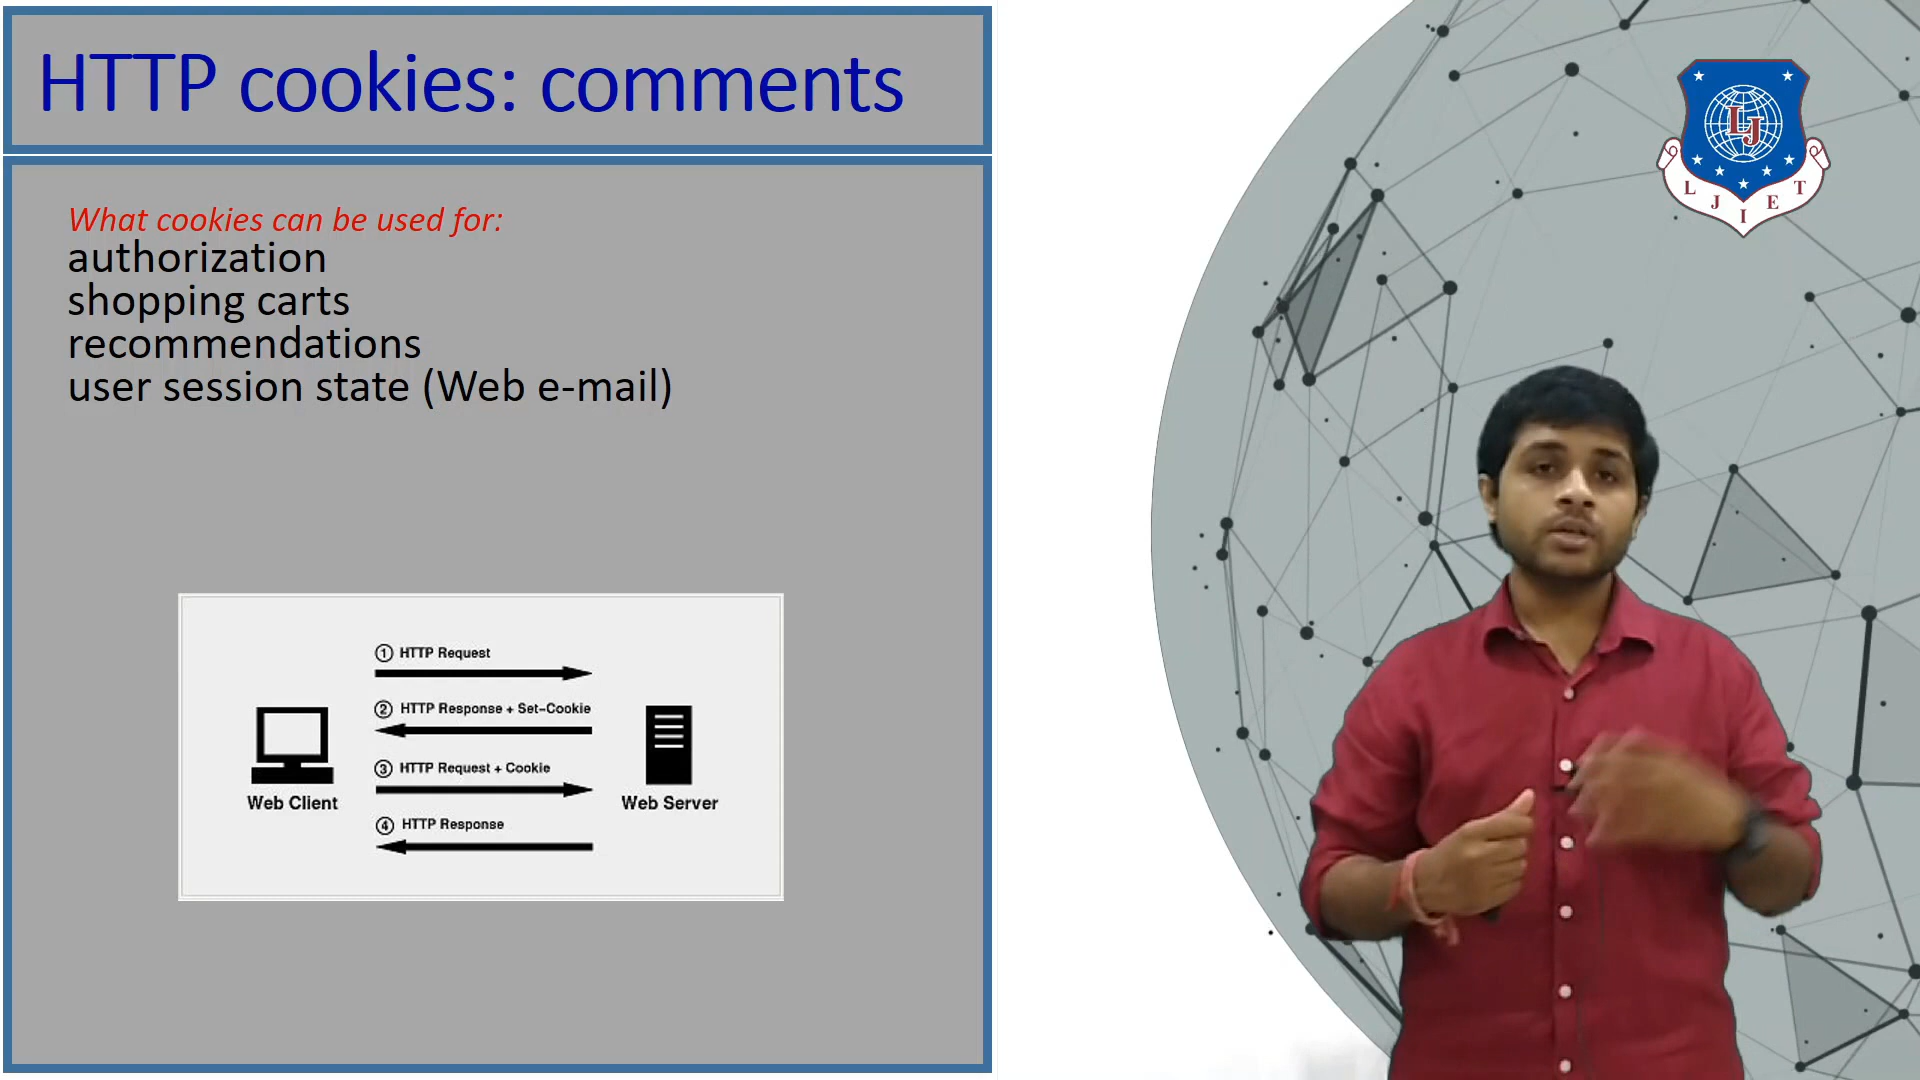 HTTP cookies: comments
What cookies can be used for:
authorization
shopping carts
recommendations
user session state (Web e-mail)
① HTTP Request
② HTTP Response + Set-Cookie
③ HTTP Request + Cookie
④ HTTP Response
Web Client
Web Server
LJ
L J I E T